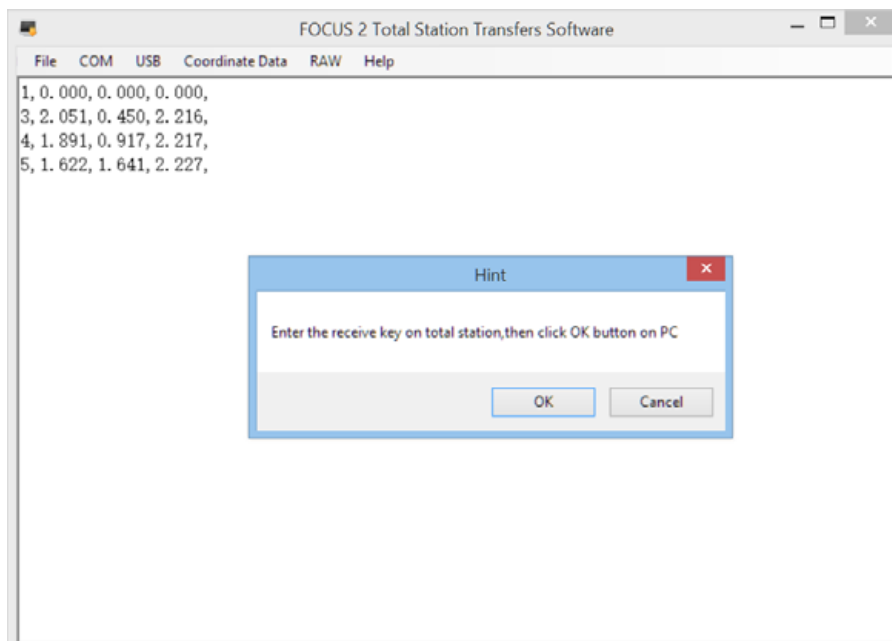 FOCUS 2 Total Station Transfers Software
File COM USB Coordinate Data RAW Help
1, 0. 000, 0. 000, 0. 000,
3, 2. 051, 0. 450, 2. 216,
4, 1. 891, 0. 917, 2. 217,
5, 1. 622, 1. 641, 2. 227,
Hint
Enter the receive key on total station,then click OK button on PC
OK Cancel